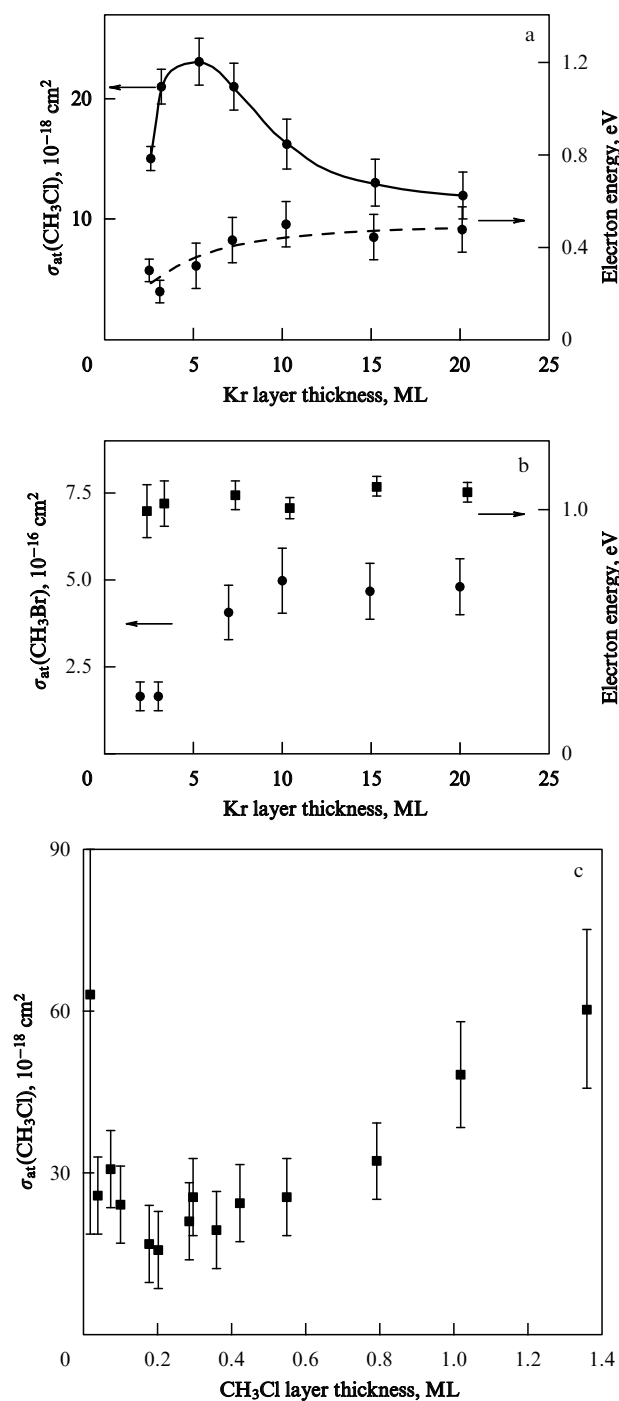 a
σat(CH₃Cl), 10⁻¹⁸ cm²
20
10
1.2
0.8
0.4
0
Elecrton energy, eV
0 5 10 15 20 25
Kr layer thickness, ML
b
σat(CH₃Br), 10⁻¹⁶ cm²
7.5
5.0
2.5
1.0
0
Elecrton energy, eV
0 5 10 15 20 25
Kr layer thickness, ML
c
σat(CH₃Cl), 10⁻¹⁸ cm²
90
60
30
0 0.2 0.4 0.6 0.8 1.0 1.2 1.4
CH₃Cl layer thickness, ML